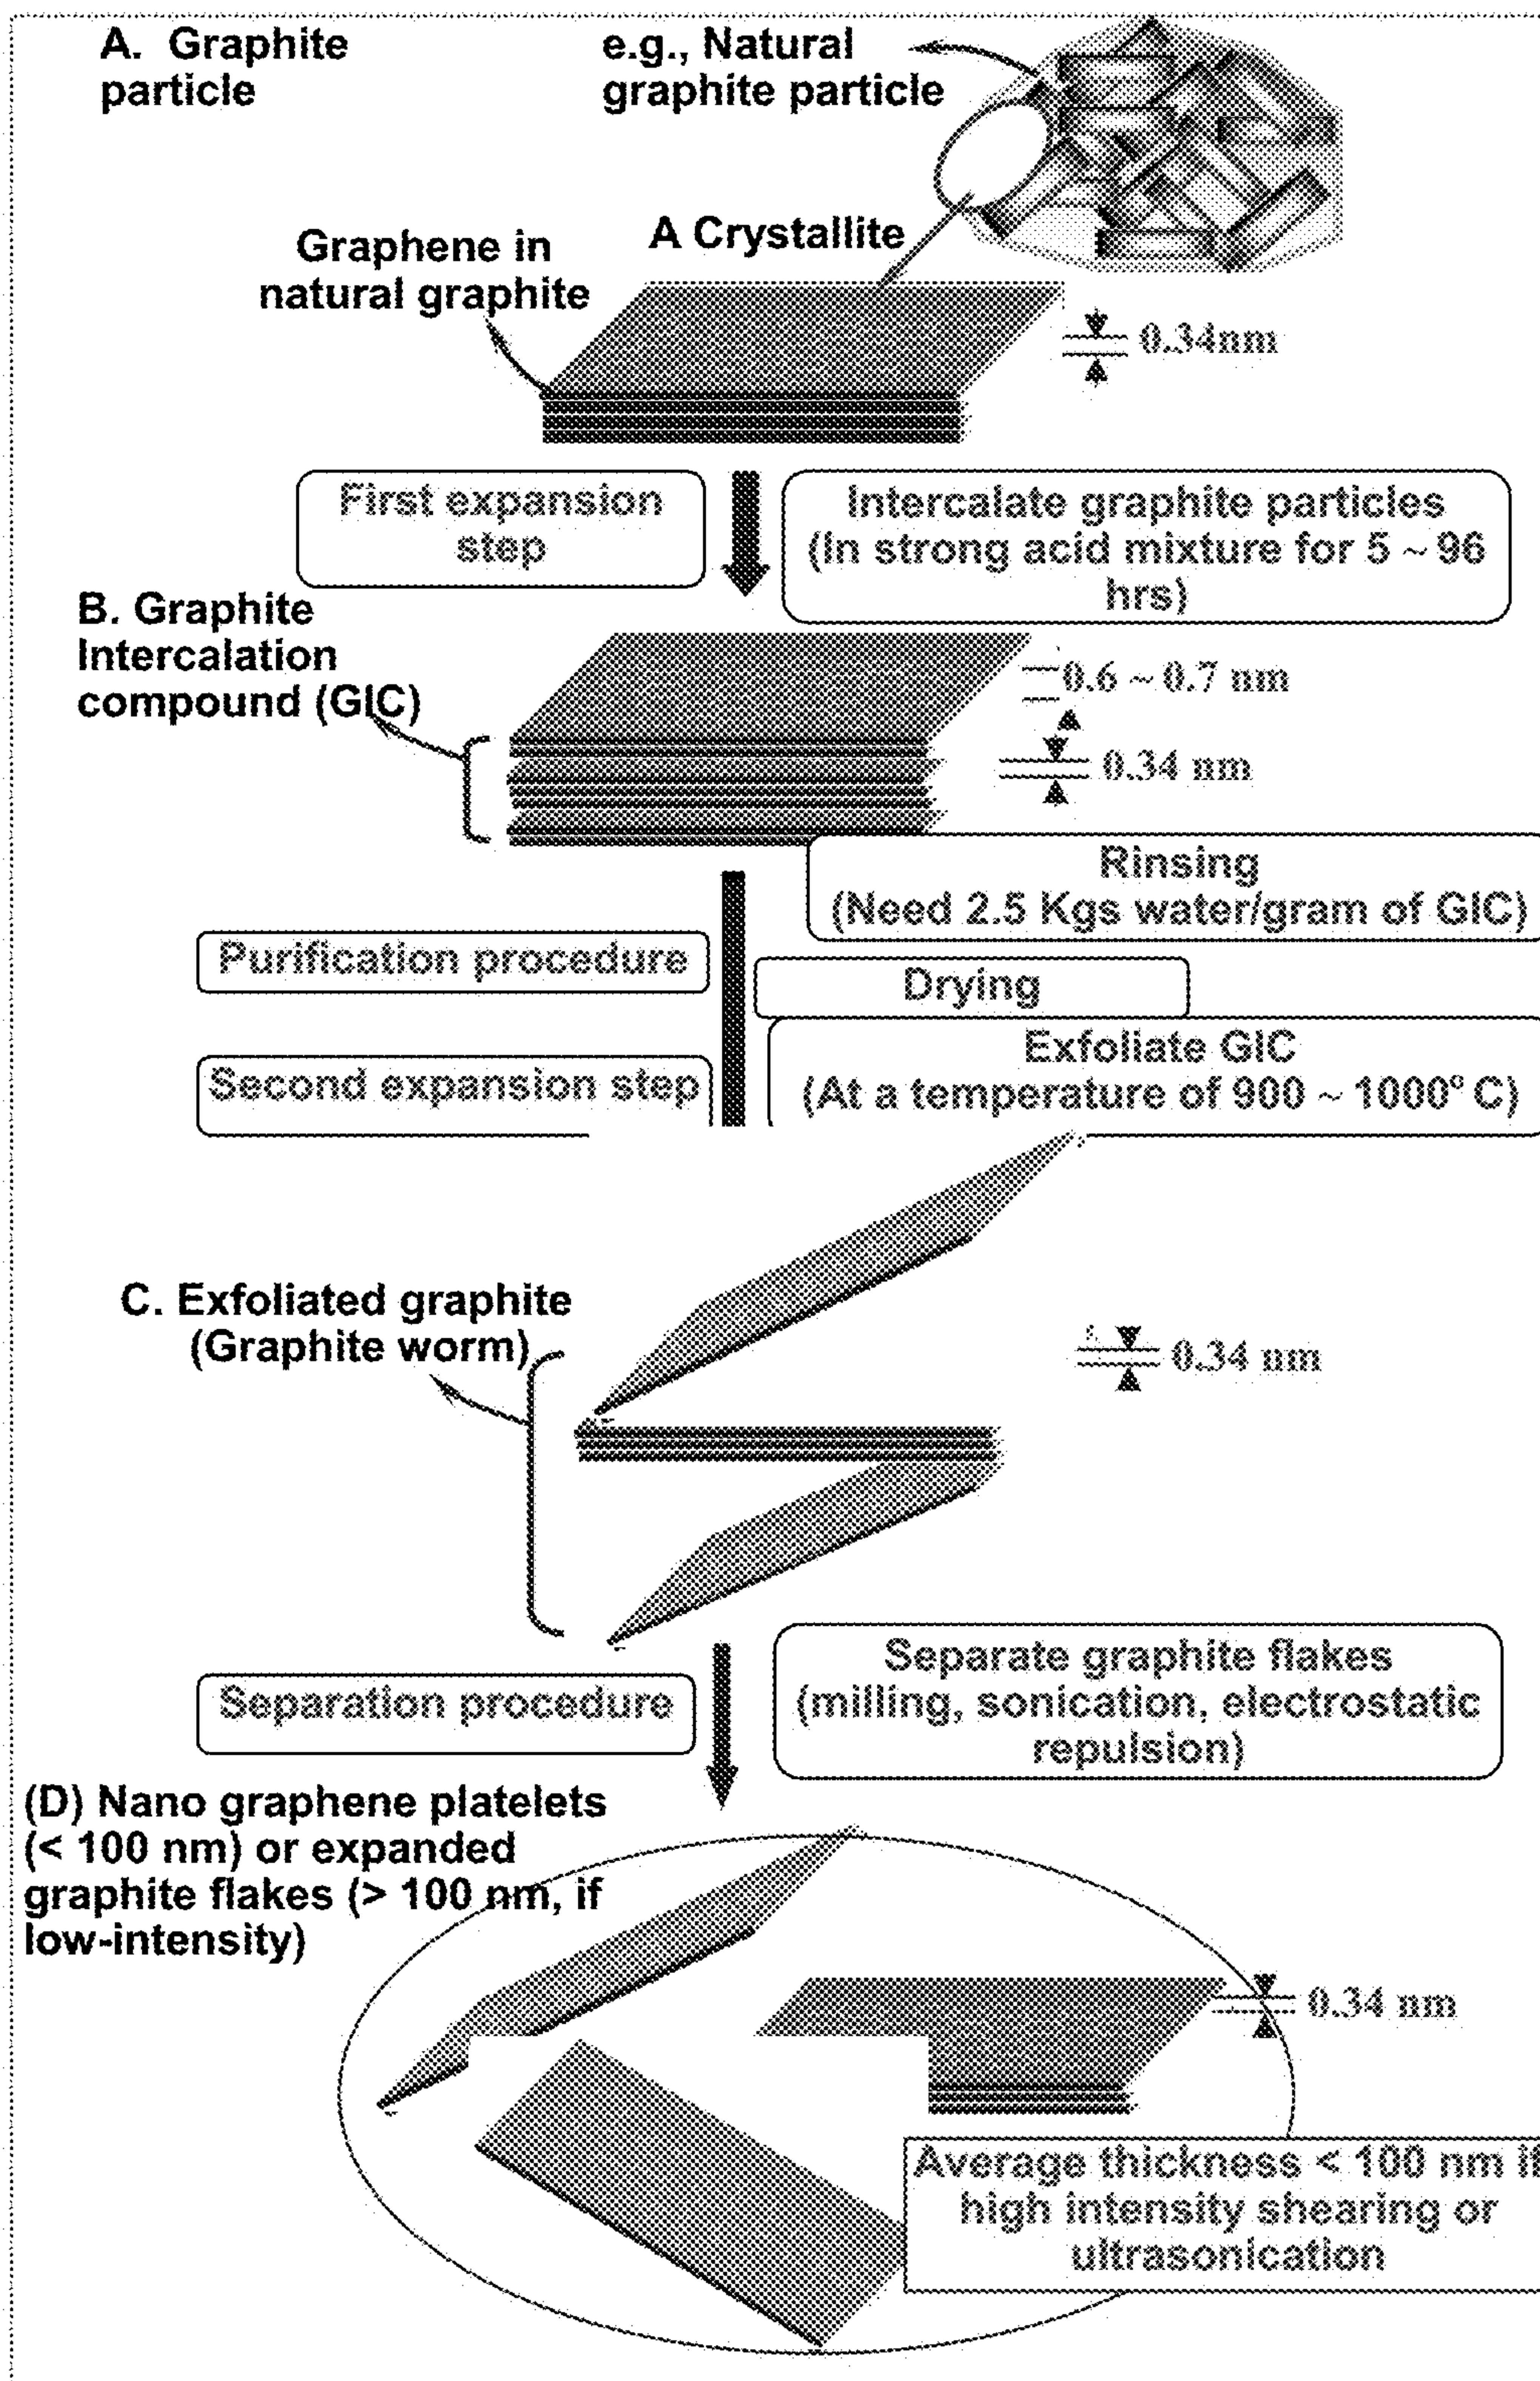 A. Graphite
particle
e.g., Natural
graphite particle
A Crystallite
Graphene in
natural graphite
0.34nm
First expansion
step
Intercalate graphite particles
(In strong acid mixture for 5 ~ 96
hrs)
B. Graphite
Intercalation
compound (GIC)
0.6 ~ 0.7 nm
0.34 nm
Rinsing
(Need 2.5 Kgs water/gram of GIC)
Purification procedure
Drying
Exfoliate GIC
(At a temperature of 900 ~ 1000° C)
Second expansion step
C. Exfoliated graphite
(Graphite worm)
0.34 nm
Separation procedure
Separate graphite flakes
(milling, sonication, electrostatic
repulsion)
(D) Nano graphene platelets
(< 100 nm) or expanded
graphite flakes (> 100 nm, if
low-intensity)
0.34 nm
Average thickness < 100 nm if
high intensity shearing or
ultrasonication